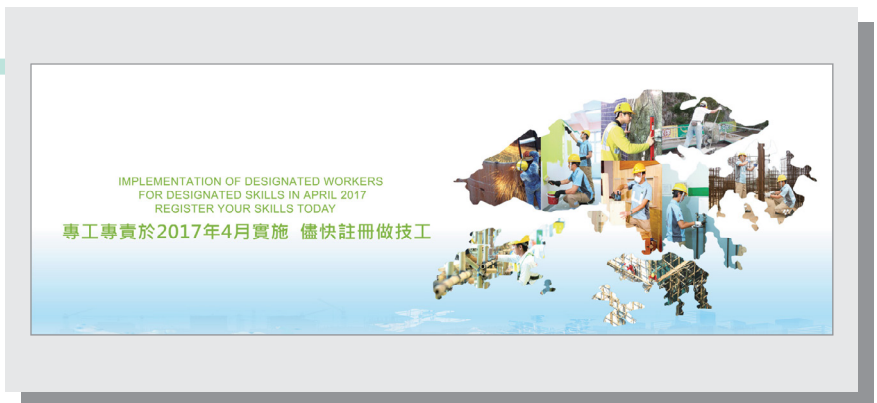 IMPLEMENTATION OF DESIGNATED WORKERS
FOR DESIGNATED SKILLS IN APRIL 2017
REGISTER YOUR SKILLS TODAY
專工專責於2017年4月實施 儘快註冊做技工